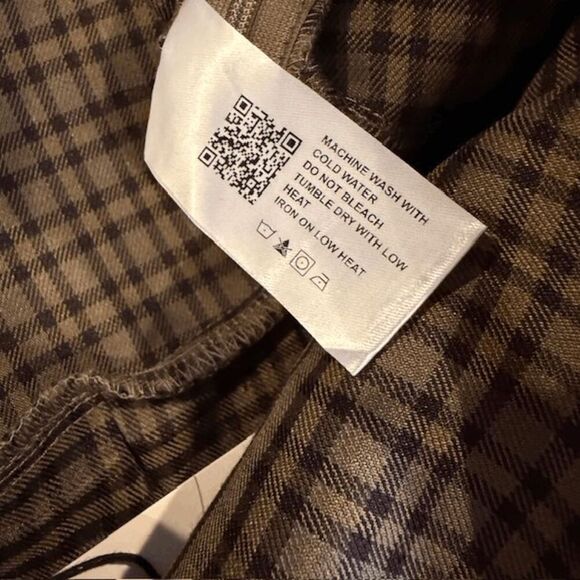 MACHINE WASH WITH
COLD WATER
DO NOT BLEACH
TUMBLE DRY WITH LOW
HEAT
IRON ON LOW HEAT